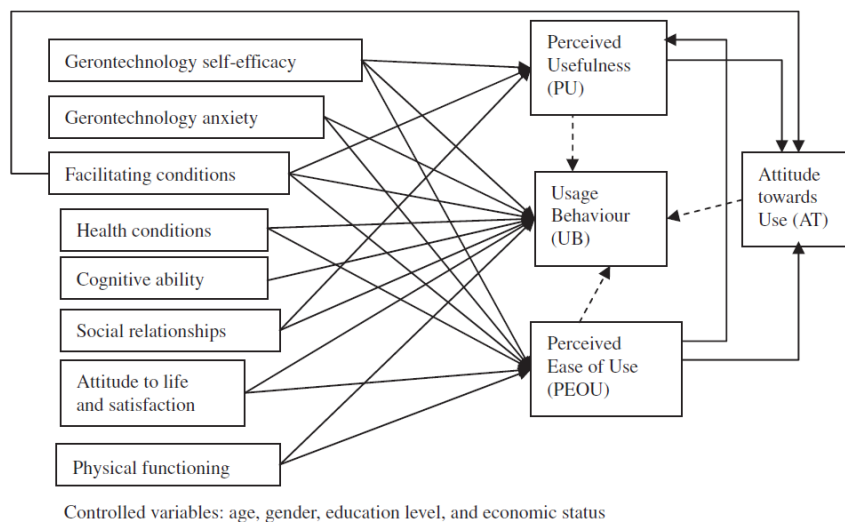 Gerontechnology self-efficacy
Gerontechnology anxiety
Facilitating conditions
Health conditions
Cognitive ability
Social relationships
Attitude to life
and satisfaction
Physical functioning
Perceived
Usefulness
(PU)
Usage
Behaviour
(UB)
Perceived
Ease of Use
(PEOU)
Attitude
towards
Use (AT)
Controlled variables: age, gender, education level, and economic status